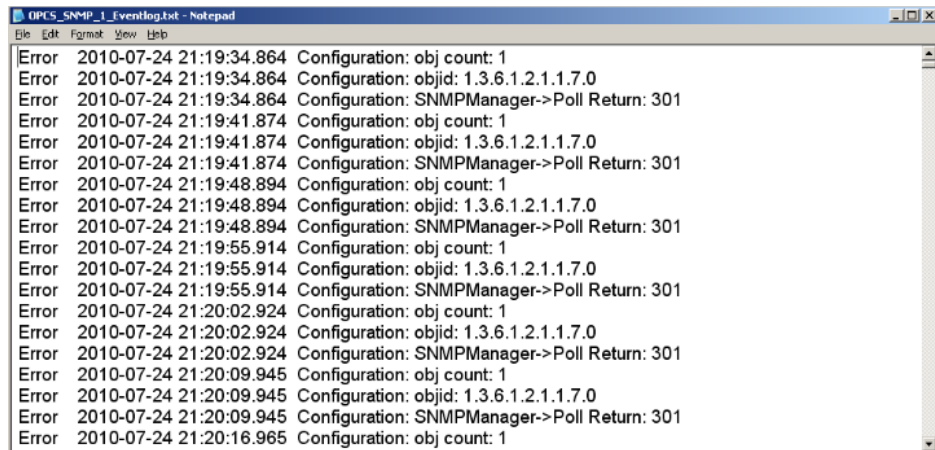 OPCS_SNMP_1_Eventlog.txt - Notepad
File Edit Format View Help
Error 2010-07-24 21:19:34.864 Configuration: obj count: 1
Error 2010-07-24 21:19:34.864 Configuration: objid: 1.3.6.1.2.1.1.7.0
Error 2010-07-24 21:19:34.864 Configuration: SNMPManager->Poll Return: 301
Error 2010-07-24 21:19:41.874 Configuration: obj count: 1
Error 2010-07-24 21:19:41.874 Configuration: objid: 1.3.6.1.2.1.1.7.0
Error 2010-07-24 21:19:41.874 Configuration: SNMPManager->Poll Return: 301
Error 2010-07-24 21:19:48.894 Configuration: obj count: 1
Error 2010-07-24 21:19:48.894 Configuration: objid: 1.3.6.1.2.1.1.7.0
Error 2010-07-24 21:19:48.894 Configuration: SNMPManager->Poll Return: 301
Error 2010-07-24 21:19:55.914 Configuration: obj count: 1
Error 2010-07-24 21:19:55.914 Configuration: objid: 1.3.6.1.2.1.1.7.0
Error 2010-07-24 21:19:55.914 Configuration: SNMPManager->Poll Return: 301
Error 2010-07-24 21:20:02.924 Configuration: obj count: 1
Error 2010-07-24 21:20:02.924 Configuration: objid: 1.3.6.1.2.1.1.7.0
Error 2010-07-24 21:20:02.924 Configuration: SNMPManager->Poll Return: 301
Error 2010-07-24 21:20:09.945 Configuration: obj count: 1
Error 2010-07-24 21:20:09.945 Configuration: objid: 1.3.6.1.2.1.1.7.0
Error 2010-07-24 21:20:09.945 Configuration: SNMPManager->Poll Return: 301
Error 2010-07-24 21:20:16.965 Configuration: obj count: 1